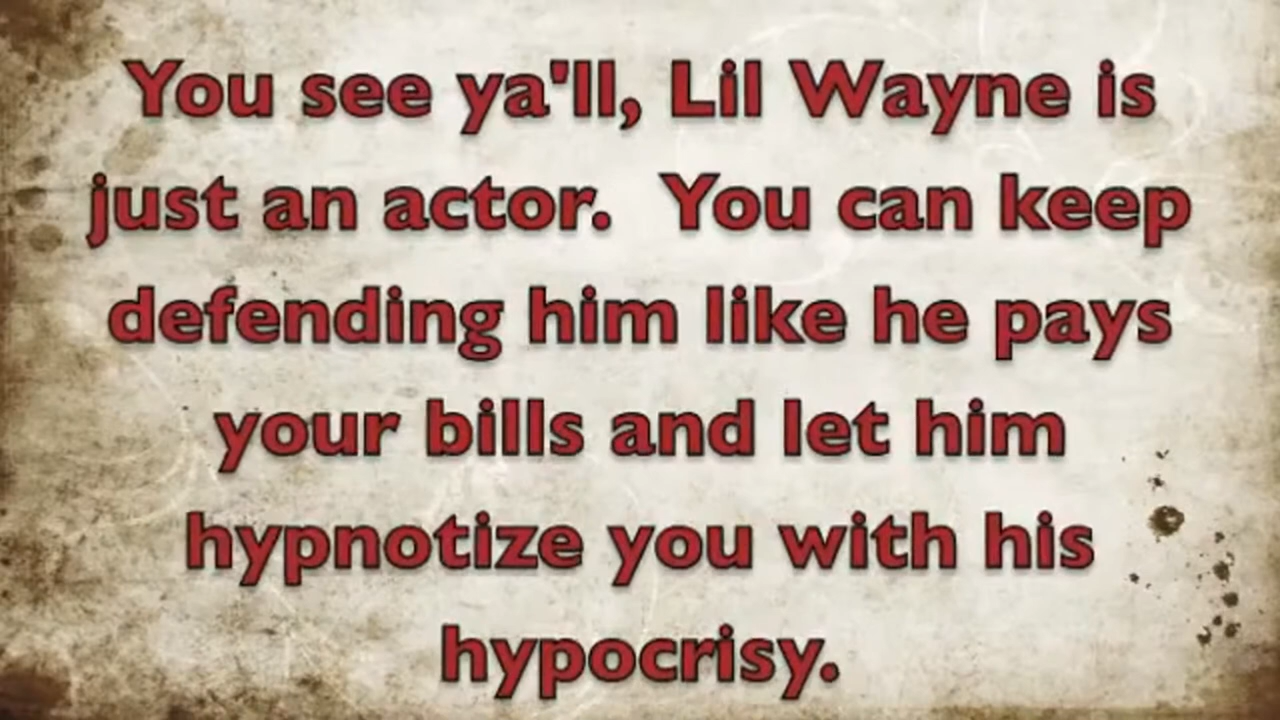 You see ya'll, Lil Wayne is
just an actor.  You can keep
defending him like he pays
your bills and let him
hypnotize you with his
hypocrisy.